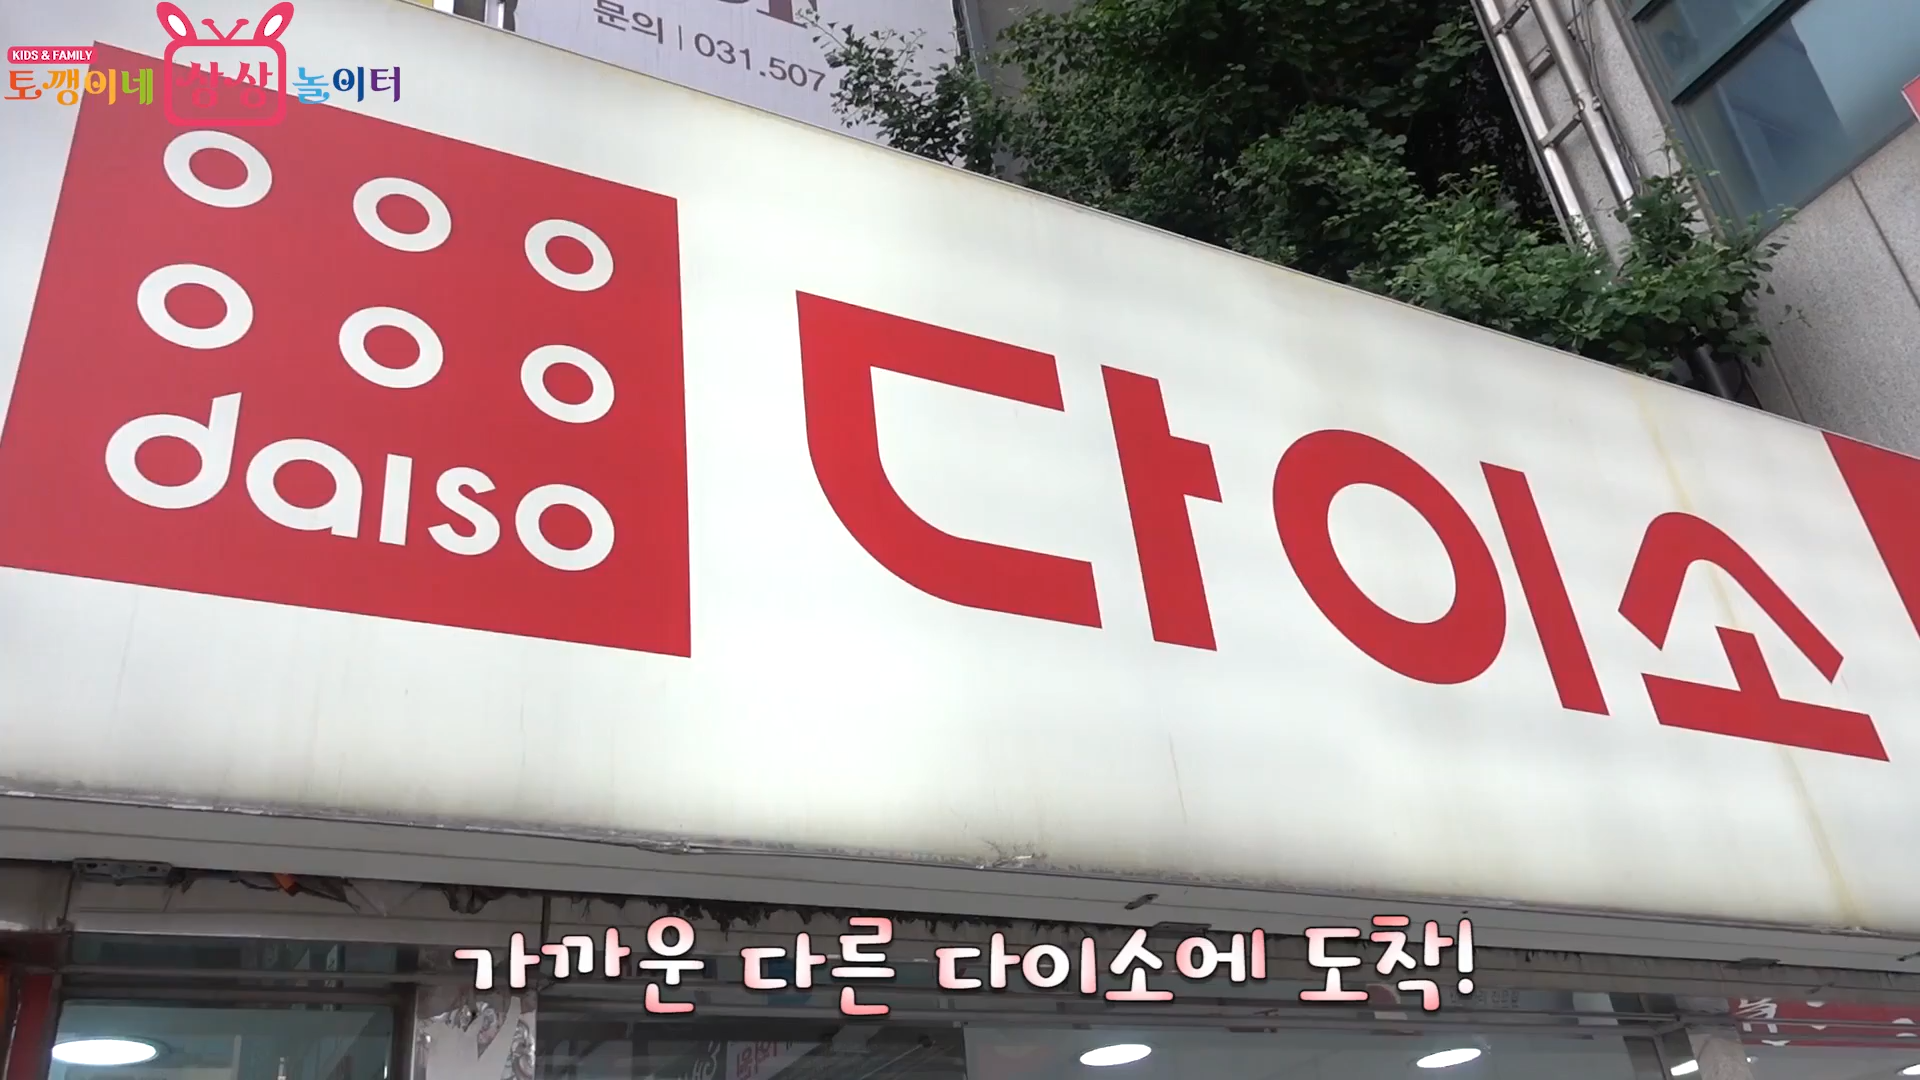 문의 | 031.507
KIDS & FAMILY
토깽이네 상상 놀이터
daiso
다이소
가까운 다른 다이소에 도착!